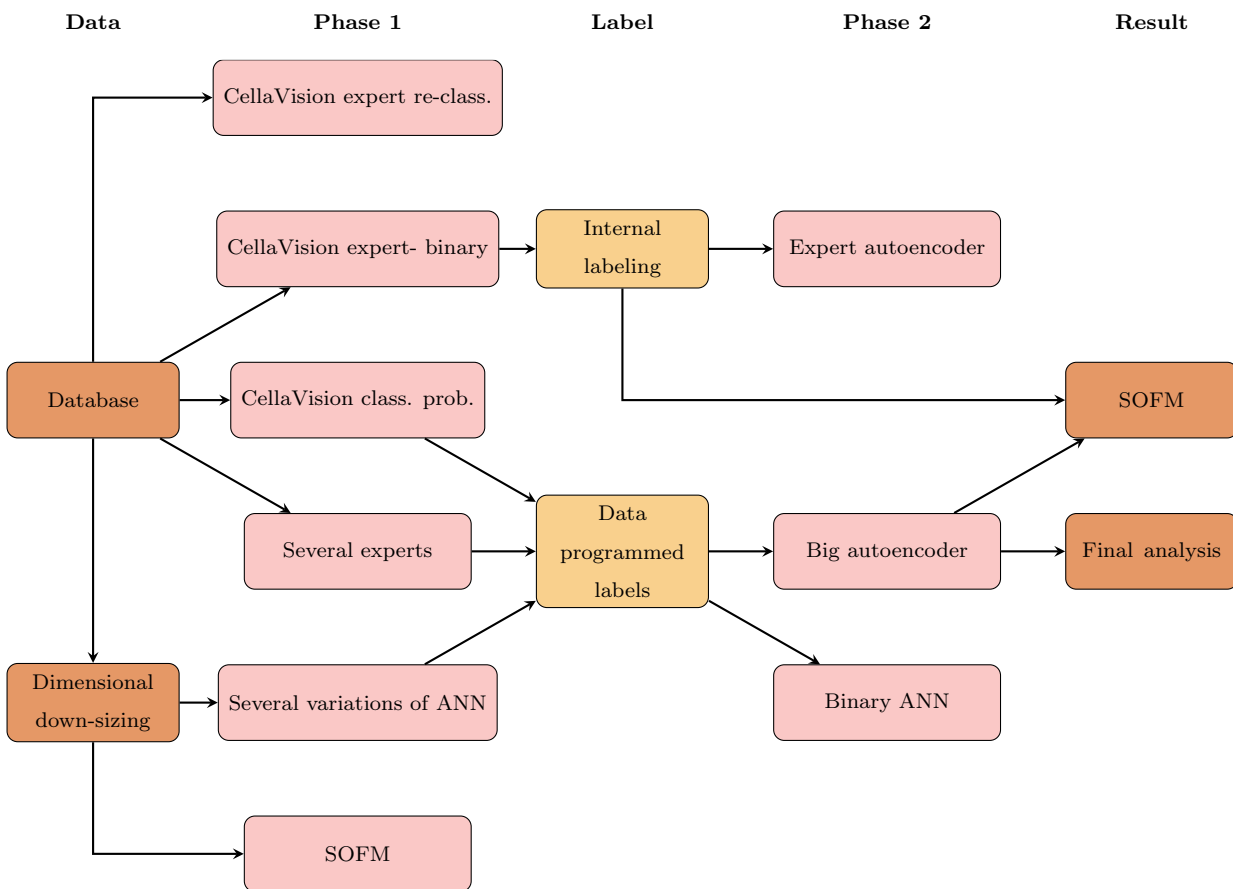 Data
Phase 1
Label
Phase 2
Result
CellaVision expert re-class.
CellaVision expert- binary
Internal
labeling
Expert autoencoder
Database
CellaVision class. prob.
SOFM
Several experts
Data
programmed
labels
Big autoencoder
Final analysis
Dimensional
down-sizing
Several variations of ANN
Binary ANN
SOFM